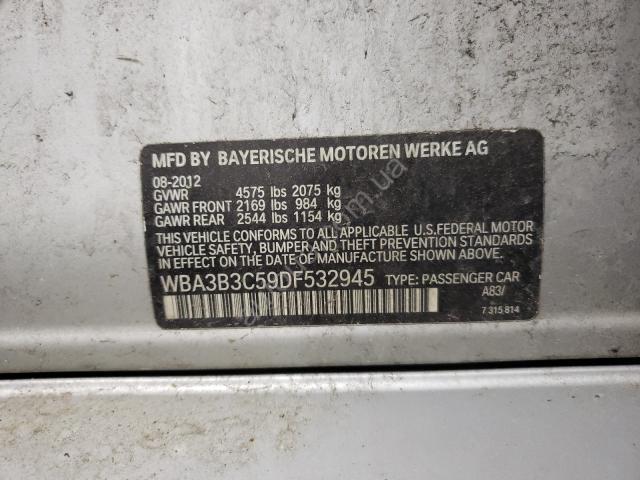 MFD BY BAYERISCHE MOTOREN WERKE AG
08-2012
GVWR 4575 lbs 2075 kg
GAWR FRONT 2169 lbs 984 kg
GAWR REAR 2544 lbs 1154 kg
THIS VEHICLE CONFORMS TO ALL APPLICABLE U.S.FEDERAL MOTOR
VEHICLE SAFETY, BUMPER AND THEFT PREVENTION STANDARDS
IN EFFECT ON THE DATE OF MANUFACTURE SHOWN ABOVE.
WBA3B3C59DF532945 TYPE: PASSENGER CAR
A83/
7 315 814